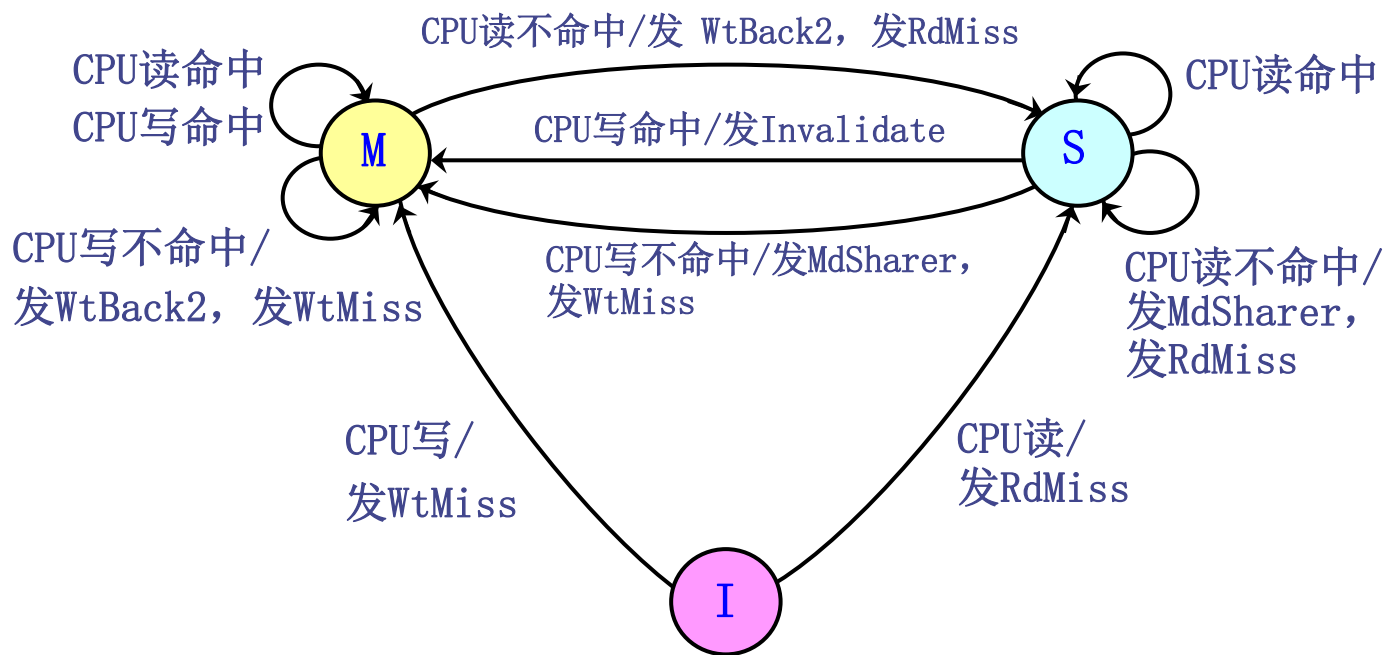 CPU读不命中/发 WtBack2，发RdMiss
CPU读命中
CPU写命中
CPU读命中
CPU写命中/发Invalidate
M
S
CPU写不命中/
发WtBack2，发WtMiss
CPU写不命中/发MdSharer，
发WtMiss
CPU读不命中/
发MdSharer，
发RdMiss
CPU写/
发WtMiss
CPU读/
发RdMiss
I